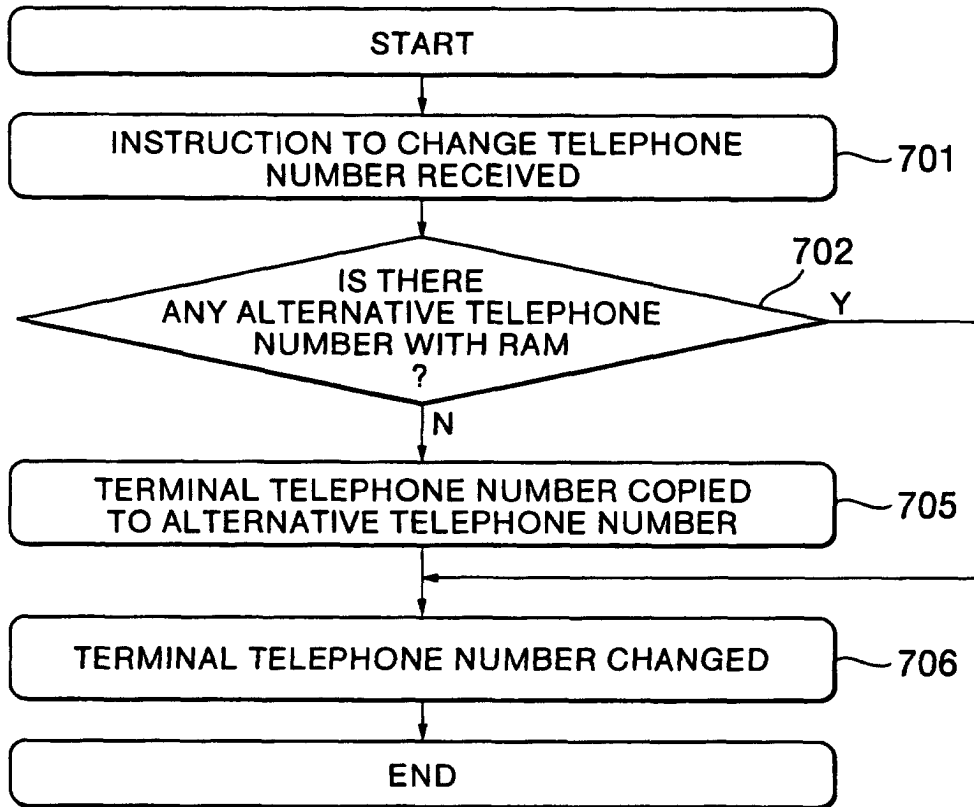 START
INSTRUCTION TO CHANGE TELEPHONE
NUMBER RECEIVED
701
702
IS THERE
ANY ALTERNATIVE TELEPHONE
NUMBER WITH RAM
?
Y
N
TERMINAL TELEPHONE NUMBER COPIED
TO ALTERNATIVE TELEPHONE NUMBER
705
TERMINAL TELEPHONE NUMBER CHANGED
706
END